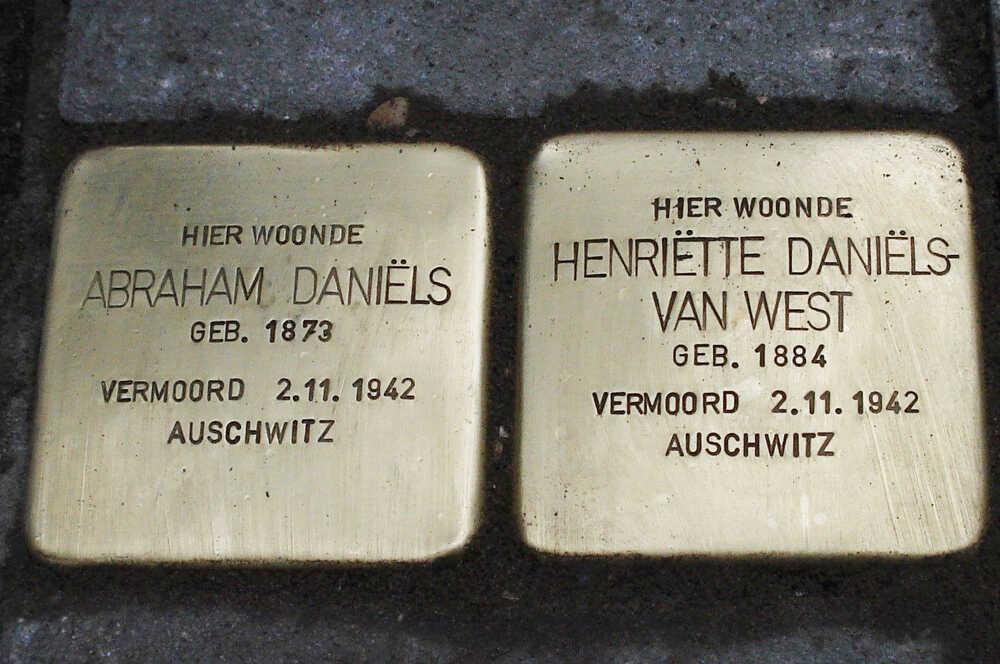 HIER WOONDE
ABRAHAM DANIËLS
GEB. 1873
VERMOORD 2.11.1942
AUSCHWITZ
HIER WOONDE
HENRIËTTE DANIËLS-
VAN WEST
GEB. 1884
VERMOORD 2.11.1942
AUSCHWITZ